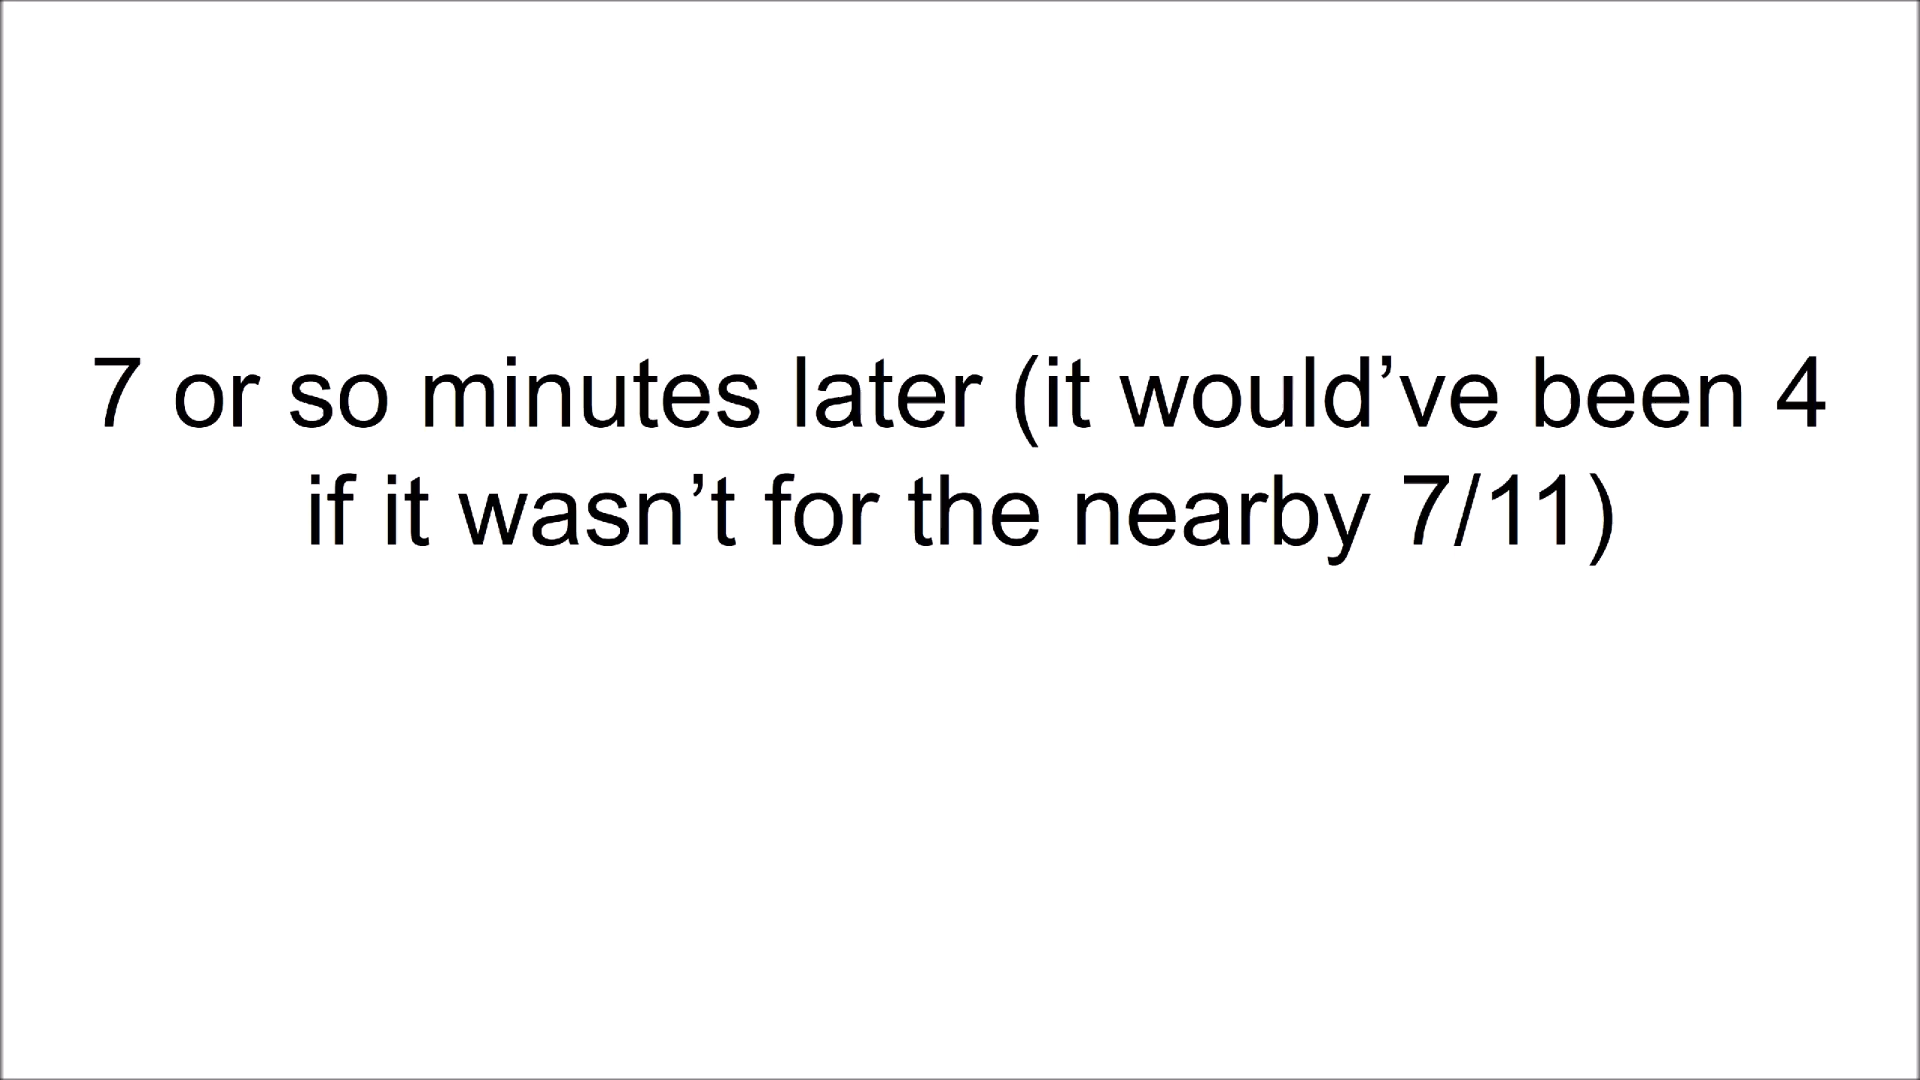 7 or so minutes later (it would’ve been 4
if it wasn’t for the nearby 7/11)